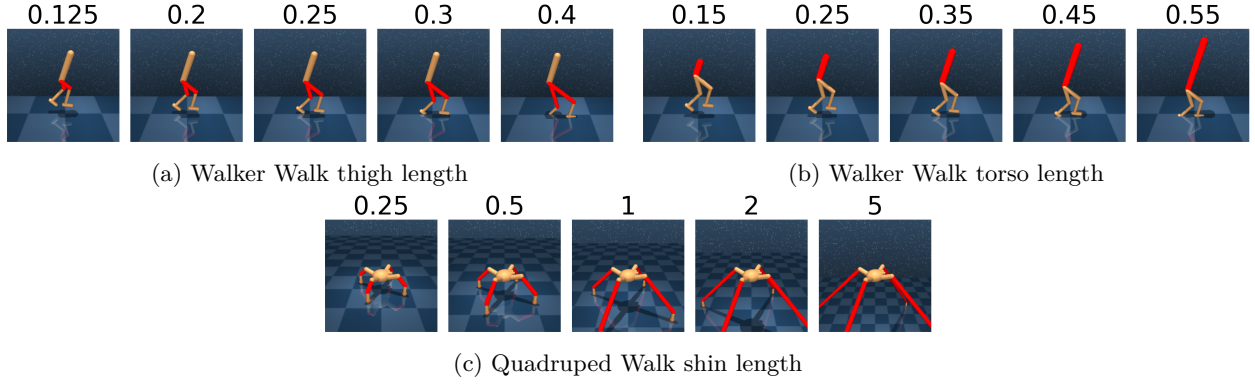 0.125 0.2 0.25 0.3 0.4 0.15 0.25 0.35 0.45 0.55
(a) Walker Walk thigh length (b) Walker Walk torso length
0.25 0.5 1 2 5
(c) Quadruped Walk shin length